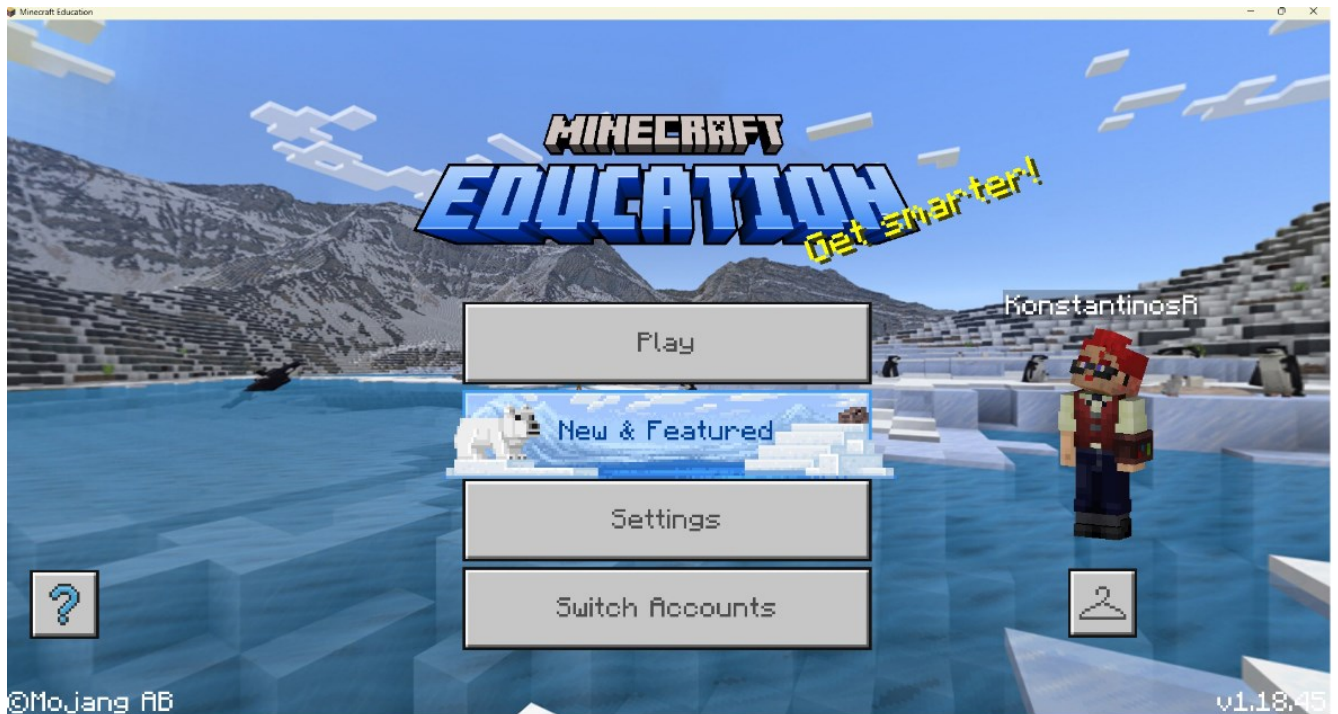 Minecraft Education
MINECRAFT
EDUCATION
Get smarter!
KonstantinosR
Play
New & Featured
Settings
?
Switch Accounts
©Mojang AB
v1.18.45